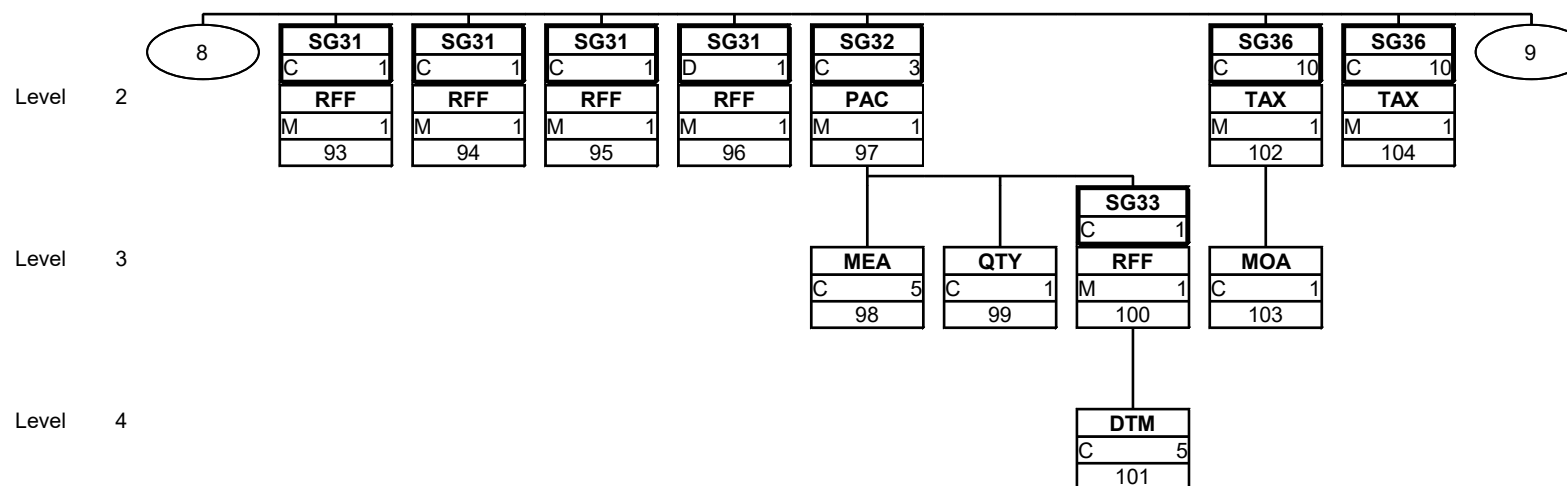 8 SG31 SG31 SG31 SG31 SG32 SG36 SG36 9
C 1 C 1 C 1 D 1 C 3 C 10 C 10
Level 2 RFF RFF RFF RFF PAC TAX TAX
M 1 M 1 M 1 M 1 M 1 M 1 M 1
93 94 95 96 97 102 104
SG33
C 1
Level 3 MEA QTY RFF MOA
C 5 C 1 M 1 C 1
98 99 100 103
Level 4 DTM
C 5
101